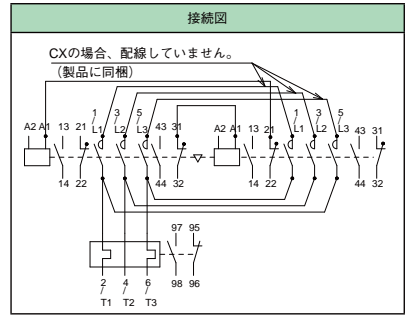 接続図
CXの場合、配線していません。
（製品に同梱）
1/L1 3/L2 5/L3 1/L1 3/L2 5/L3
A2 A1 13 21 43 31 A2 A1 13 21 43 31
14 22 44 32 14 22 44 32
97 95
98 96
2/T1 4/T2 6/T3